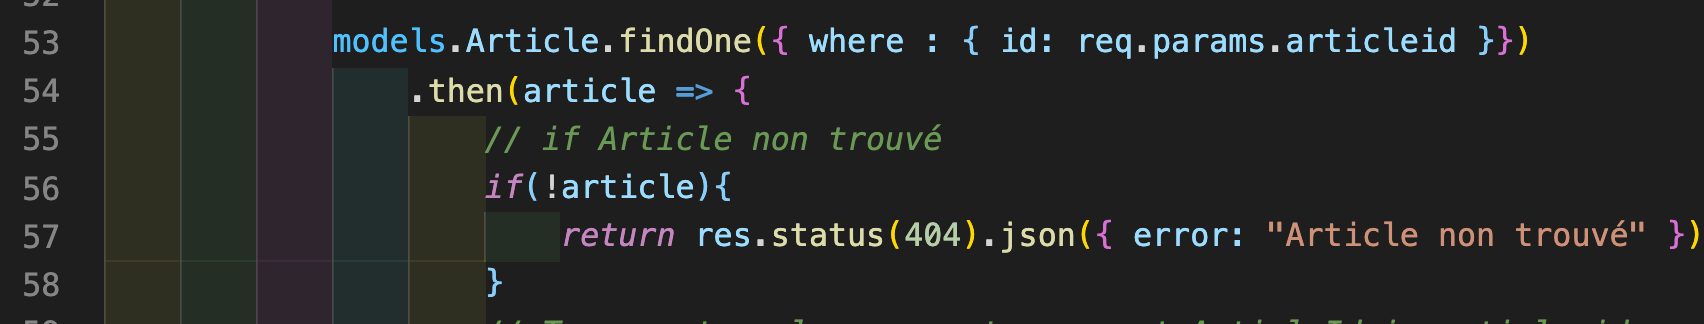 53 models.Article.findOne({ where : { id: req.params.articleid }})
54 .then(article => {
55 // if Article non trouvé
56 if(!article){
57 return res.status(404).json({ error: "Article non trouvé" })
58 }